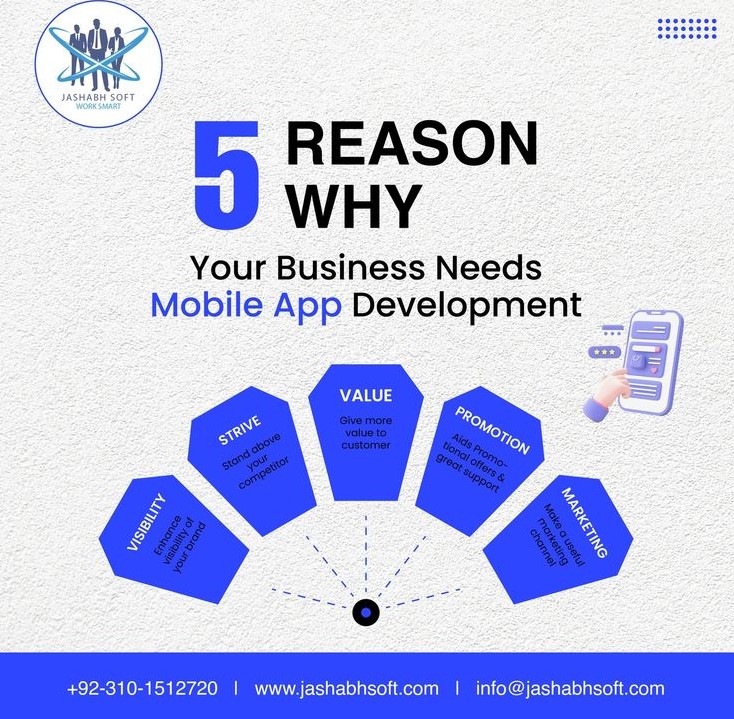 JASHABH SOFT
WORK SMART
5 REASON
WHY
Your Business Needs
Mobile App Development
VISIBILITY
Enhance
visibility of
your brand
STRIVE
Stand above
your
competitor
VALUE
Give more
value to
customer
PROMOTION
Aids Promo-
tional offers &
great support
MARKETING
Make a useful
marketing
channel
+92-310-1512720 | www.jashabhsoft.com | info@jashabhsoft.com